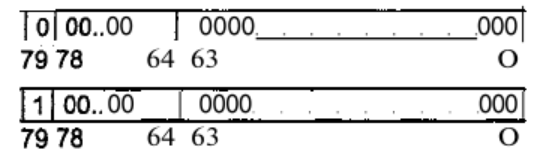 0 00..00 0000 . . . . . . . . 000
79 78 64 63 O
1 00..00 0000 . . . . . . . . 000
79 78 64 63 O